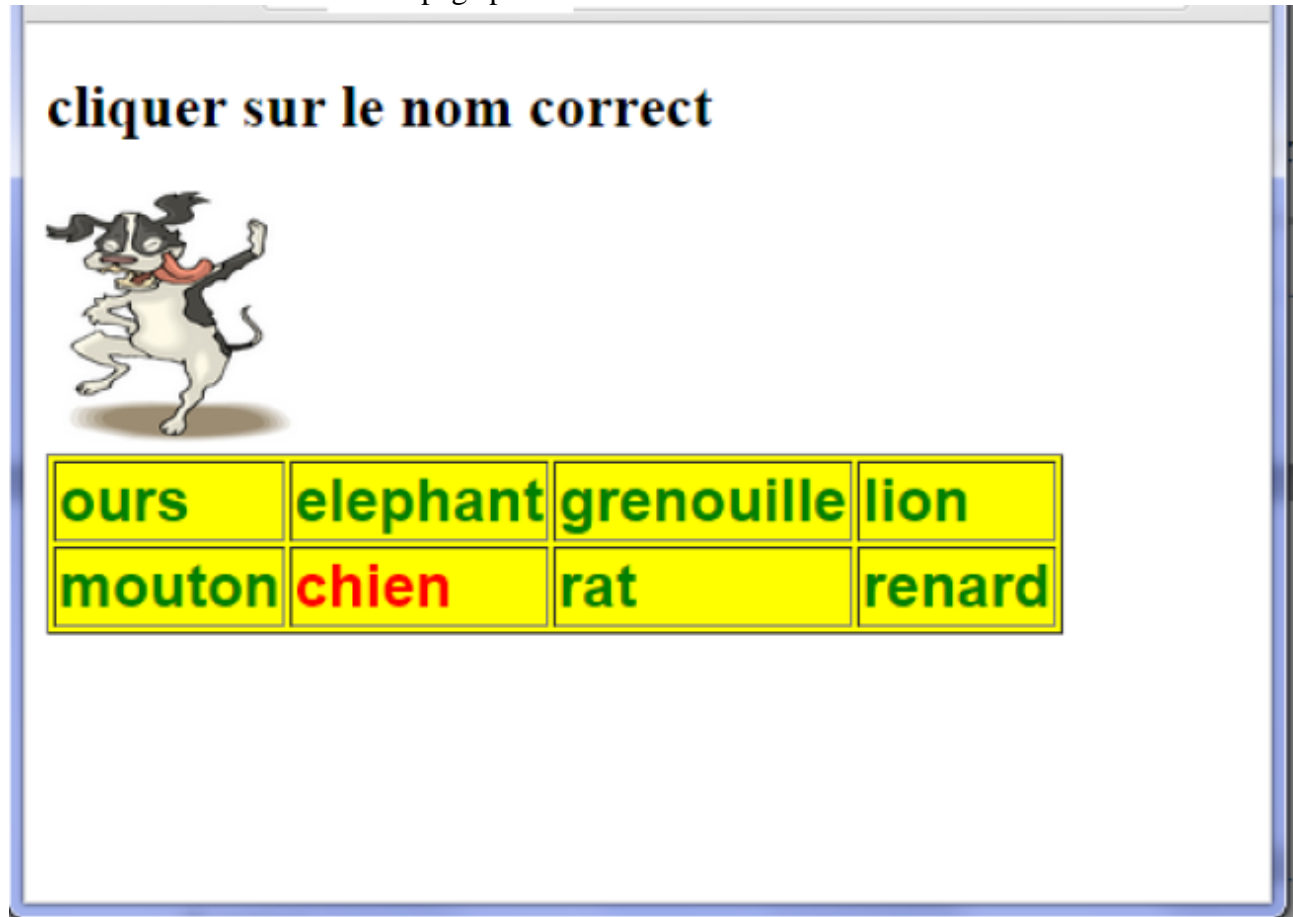 cliquer sur le nom correct
ours elephant grenouille lion
mouton chien rat renard